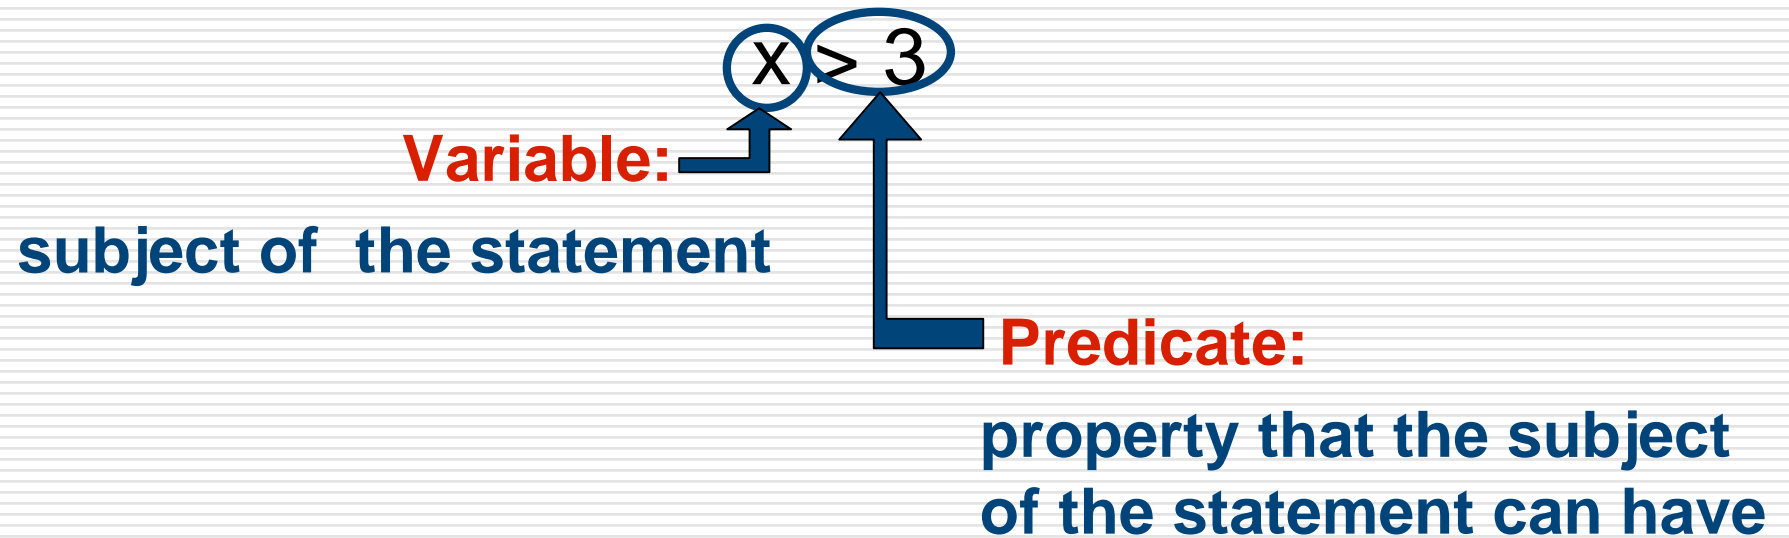 x > 3
Variable:
subject of the statement
Predicate:
property that the subject
of the statement can have